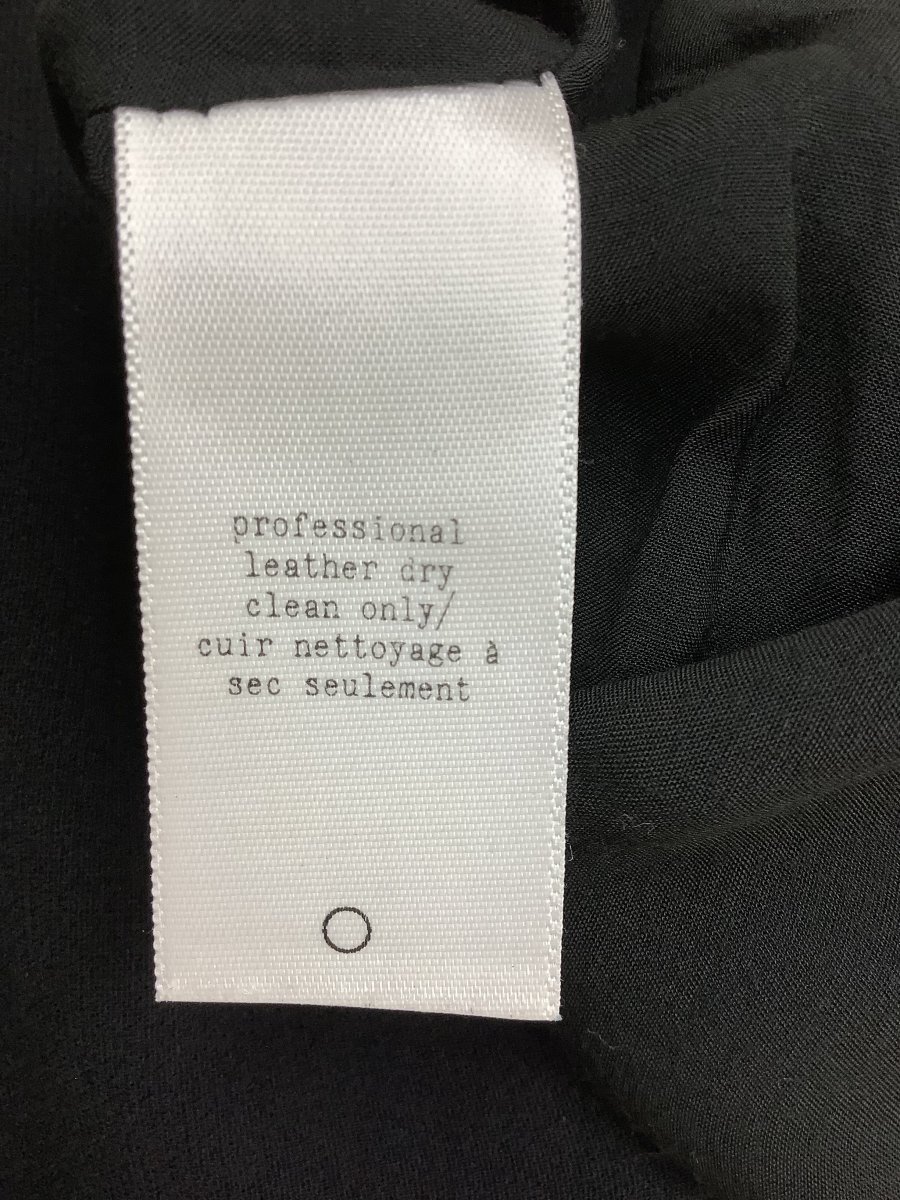 professional
leather dry
clean only/
cuir nettoyage à
sec seulement